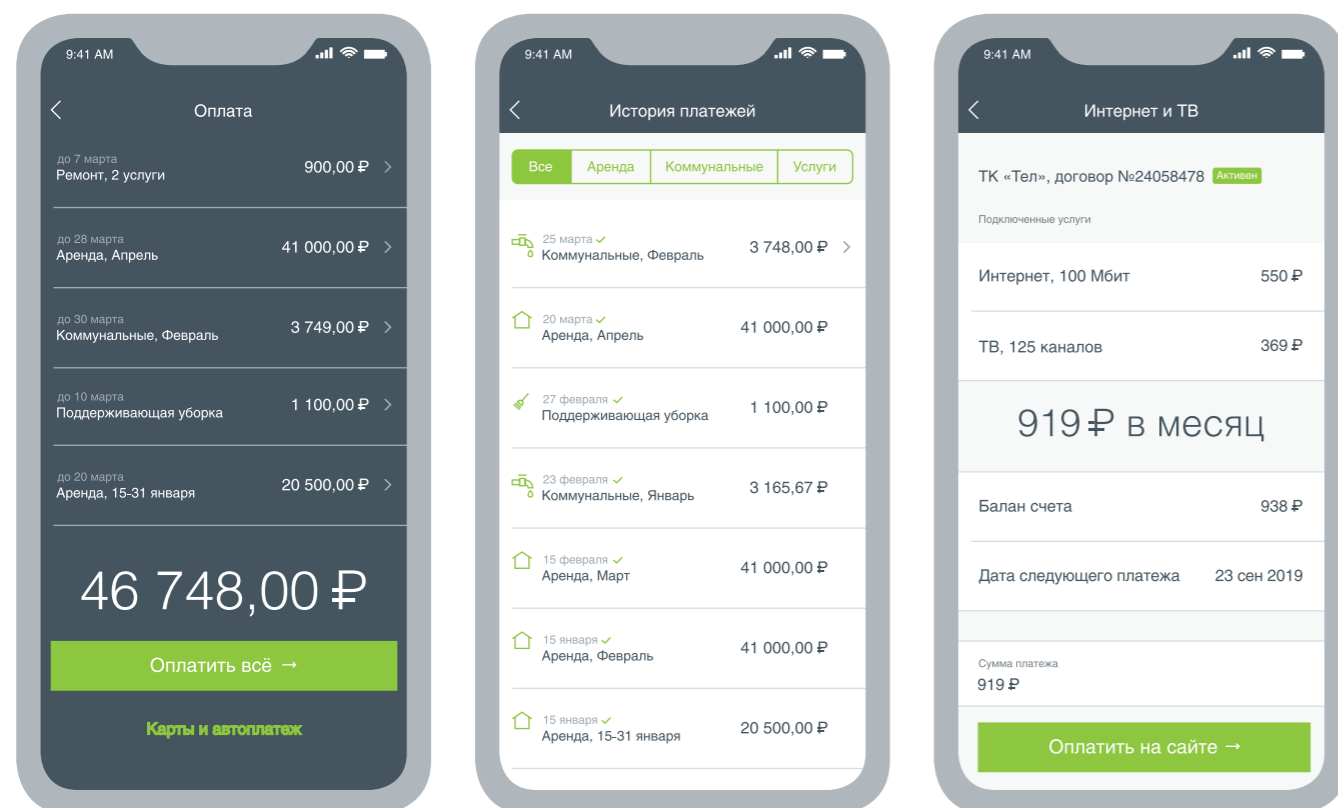 9:41 AM
Оплата
до 7 марта
Ремонт, 2 услуги
900,00 ₽
до 28 марта
Аренда, Апрель
41 000,00 ₽
до 30 марта
Коммунальные, Февраль
3 749,00 ₽
до 10 марта
Поддерживающая уборка
1 100,00 ₽
до 20 марта
Аренда, 15-31 января
20 500,00 ₽
46 748,00 ₽
Оплатить всё →
Карты и автоплатеж
9:41 AM
История платежей
Все Аренда Коммунальные Услуги
25 марта
Коммунальные, Февраль
3 748,00 ₽
20 марта
Аренда, Апрель
41 000,00 ₽
27 февраля
Поддерживающая уборка
1 100,00 ₽
23 февраля
Коммунальные, Январь
3 165,67 ₽
15 февраля
Аренда, Март
41 000,00 ₽
15 января
Аренда, Февраль
41 000,00 ₽
15 января
Аренда, 15-31 января
20 500,00 ₽
9:41 AM
Интернет и ТВ
ТК «Тел», договор №24058478 Активен
Подключенные услуги
Интернет, 100 Мбит 550 ₽
ТВ, 125 каналов 369 ₽
919 ₽ в месяц
Балан счета 938 ₽
Дата следующего платежа 23 сен 2019
Сумма платежа
919 ₽
Оплатить на сайте →